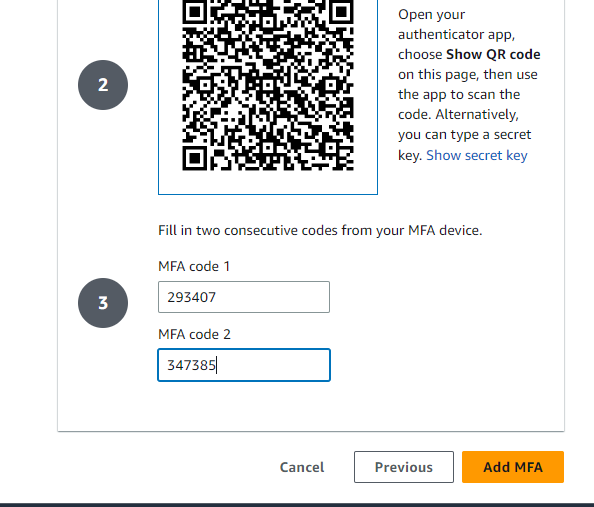 2
Open your
authenticator app,
choose Show QR code
on this page, then use
the app to scan the
code. Alternatively,
you can type a secret
key. Show secret key
3
Fill in two consecutive codes from your MFA device.
MFA code 1
293407
MFA code 2
347385
Cancel
Previous
Add MFA